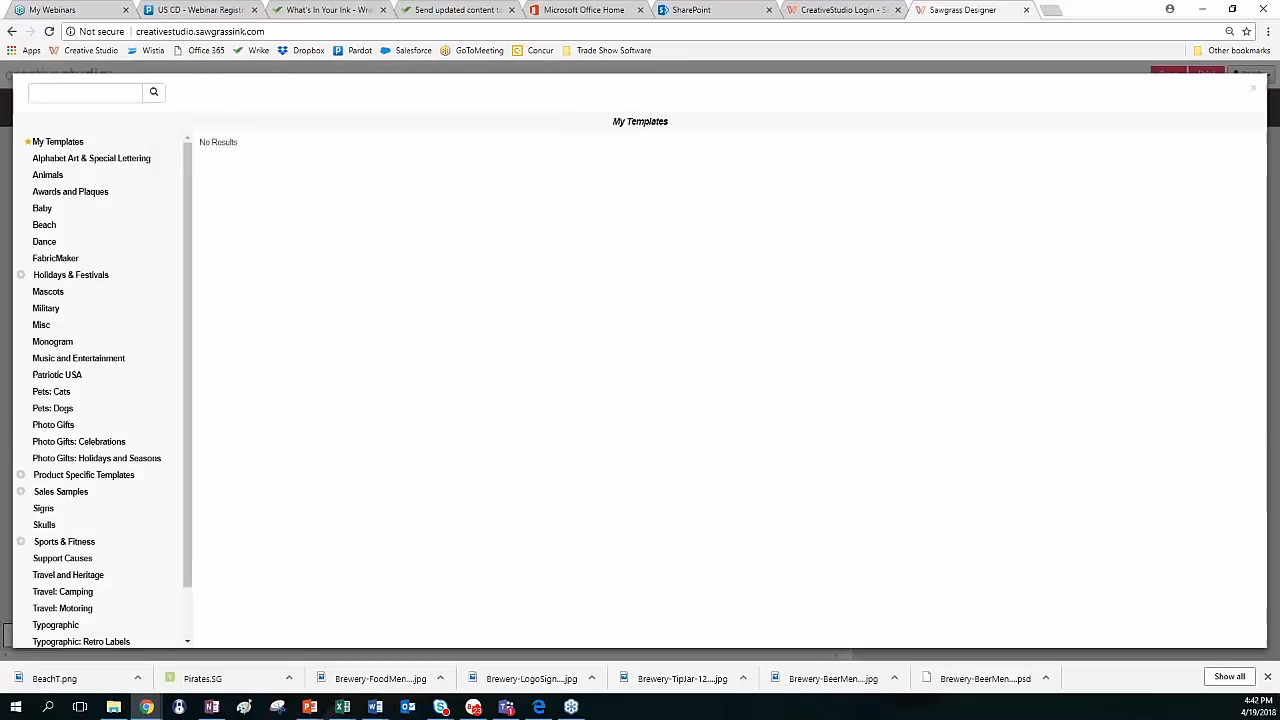 My Webinars
US CD - Webinar Registr
What's In Your Ink - Wri
Send updated content to
Microsoft Office Home
SharePoint
CreativeStudio Login - Sa
Sawgrass Designer
Not secure creativestudio.sawgrassink.com
Apps Creative Studio Wistia Office 365 Wrike Dropbox Pardot Salesforce GoToMeeting Concur Trade Show Software Other bookmarks
My Templates
My Templates
No Results
Alphabet Art & Special Lettering
Animals
Awards and Plaques
Baby
Beach
Dance
FabricMaker
Holidays & Festivals
Mascots
Military
Misc
Monogram
Music and Entertainment
Patriotic USA
Pets: Cats
Pets: Dogs
Photo Gifts
Photo Gifts: Celebrations
Photo Gifts: Holidays and Seasons
Product Specific Templates
Sales Samples
Signs
Skulls
Sports & Fitness
Support Causes
Travel and Heritage
Travel: Camping
Travel: Motoring
Typographic
Typographic: Retro Labels
BeachT.png
Pirates.SG
Brewery-FoodMen....jpg
Brewery-LogoSign....jpg
Brewery-TipJar-12....jpg
Brewery-BeerMen....jpg
Brewery-BeerMen....psd
Show all
4:42 PM
4/19/2018